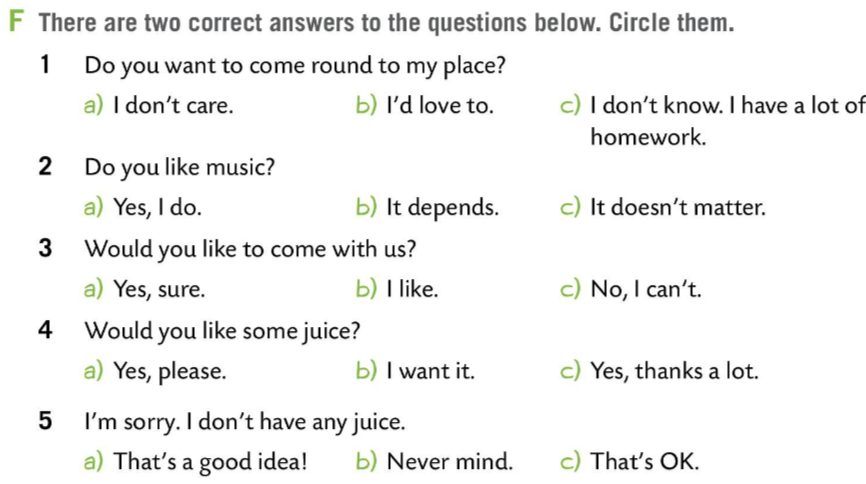 F There are two correct answers to the questions below. Circle them.
1 Do you want to come round to my place?
a) I don't care. b) I'd love to. c) I don't know. I have a lot of
homework.
2 Do you like music?
a) Yes, I do. b) It depends. c) It doesn't matter.
3 Would you like to come with us?
a) Yes, sure. b) I like. c) No, I can't.
4 Would you like some juice?
a) Yes, please. b) I want it. c) Yes, thanks a lot.
5 I'm sorry. I don't have any juice.
a) That's a good idea! b) Never mind. c) That's OK.